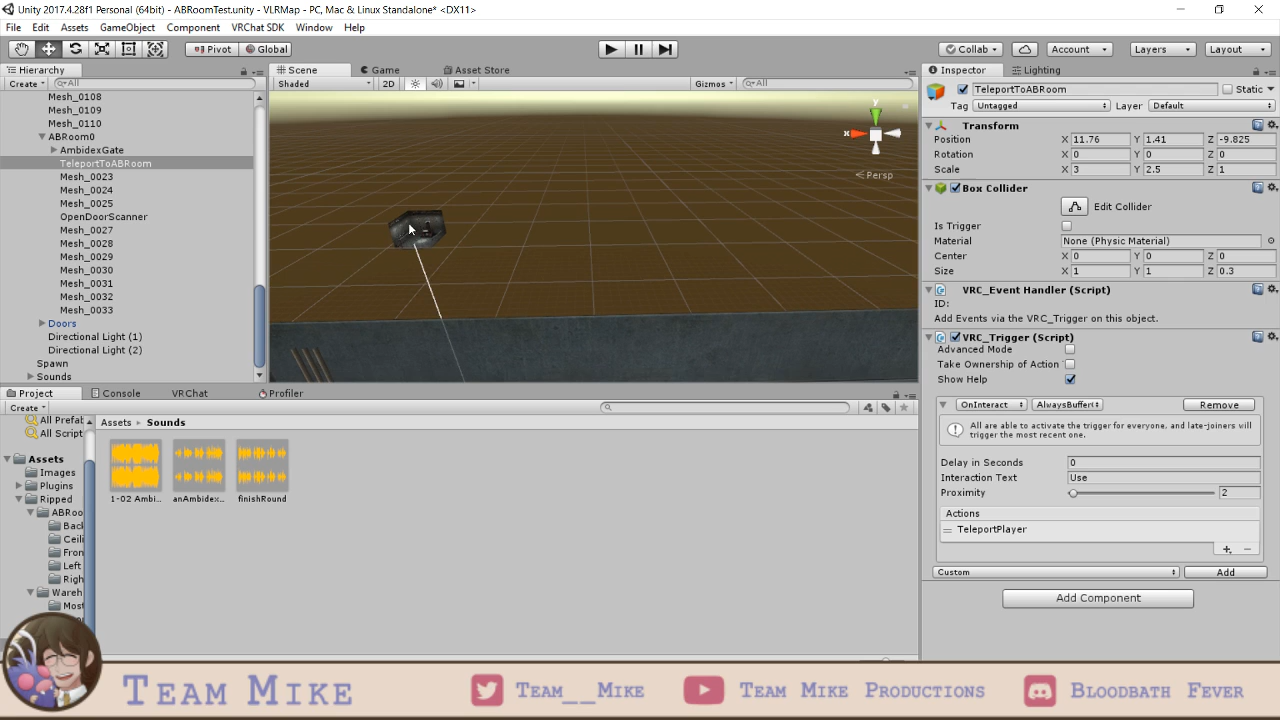 Unity 2017.4.28f1 Personal (64bit) - ABRoomTest.unity - VLRMap - PC, Mac & Linux Standalone* <DX11>
File Edit Assets GameObject Component VRChat SDK Window Help
Pivot Global Collab Account Layers Layout
Hierarchy
Create All
Mesh_0108
Mesh_0109
Mesh_0110
ABRoom0
AmbidexGate
TeleportToABRoom
Mesh_0023
Mesh_0024
Mesh_0025
OpenDoorScanner
Mesh_0027
Mesh_0028
Mesh_0029
Mesh_0030
Mesh_0031
Mesh_0032
Mesh_0033
Doors
Directional Light (1)
Directional Light (2)
Spawn
Sounds
Scene Game Asset Store
Shaded 2D Gizmos All
y
x
Persp
Inspector Lighting
TeleportToABRoom Static
Tag Untagged Layer Default
Transform
Position X 11.76 Y 1.41 Z -9.825
Rotation X 0 Y 0 Z 0
Scale X 3 Y 2.5 Z 1
Box Collider
Edit Collider
Is Trigger
Material None (Physic Material)
Center X 0 Y 0 Z 0
Size X 1 Y 1 Z 0.3
VRC_Event Handler (Script)
ID:
Add Events via the VRC_Trigger on this object.
VRC_Trigger (Script)
Advanced Mode
Take Ownership of Action
Show Help
OnInteract AlwaysBuffer Remove
All are able to activate the trigger for everyone, and late-joiners will
trigger the most recent one.
Delay in Seconds 0
Interaction Text Use
Proximity 2
Actions
TeleportPlayer
Custom Add
Add Component
Project Console VRChat Profiler
Create
All Prefab
All Script
Assets
Images
Plugins
Ripped
ABRoo
Back
Ceili
Fron
Left
Righ
Wareh
Most
Assets Sounds
1-02 Ambi...
anAmbidex...
finishRound
Team Mike Team__Mike Team Mike Productions Bloodbath Fever